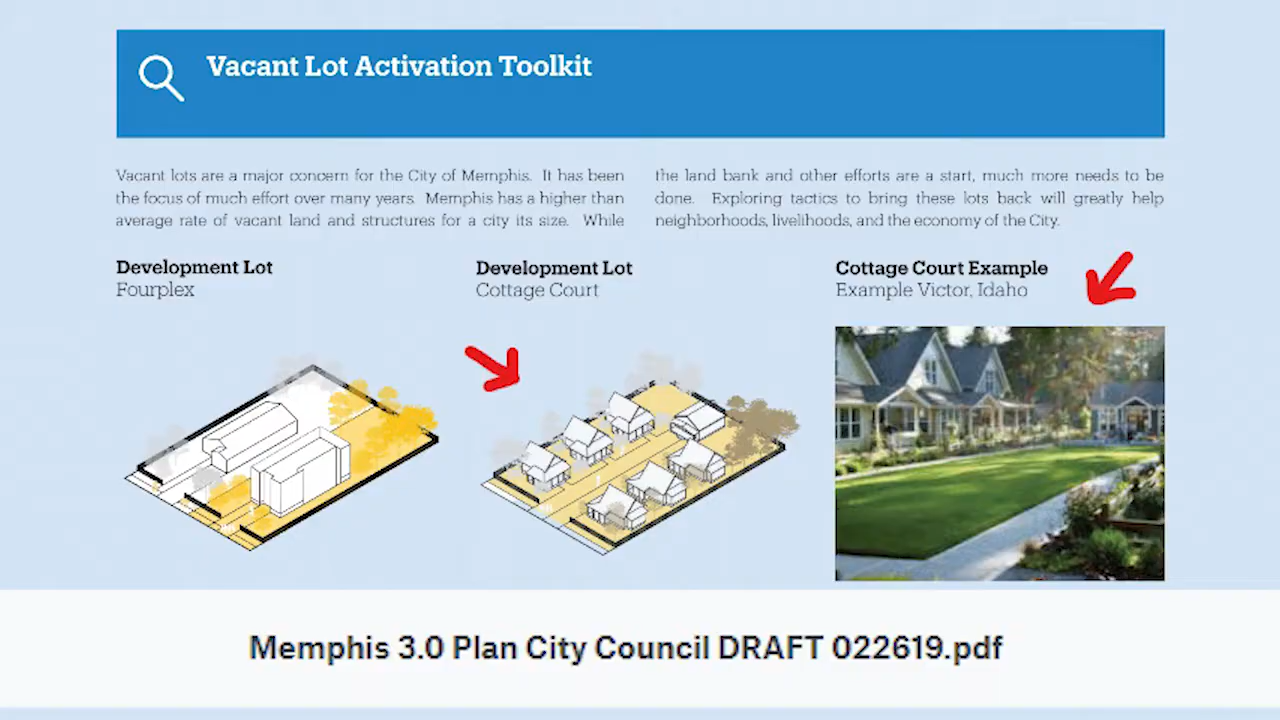 Vacant Lot Activation Toolkit
Vacant lots are a major concern for the City of Memphis. It has been
the focus of much effort over many years. Memphis has a higher than
average rate of vacant land and structures for a city its size. While
the land bank and other efforts are a start, much more needs to be
done. Exploring tactics to bring these lots back will greatly help
neighborhoods, livelihoods, and the economy of the City.
Development Lot
Fourplex
Development Lot
Cottage Court
Cottage Court Example
Example Victor, Idaho
Memphis 3.0 Plan City Council DRAFT 022619.pdf